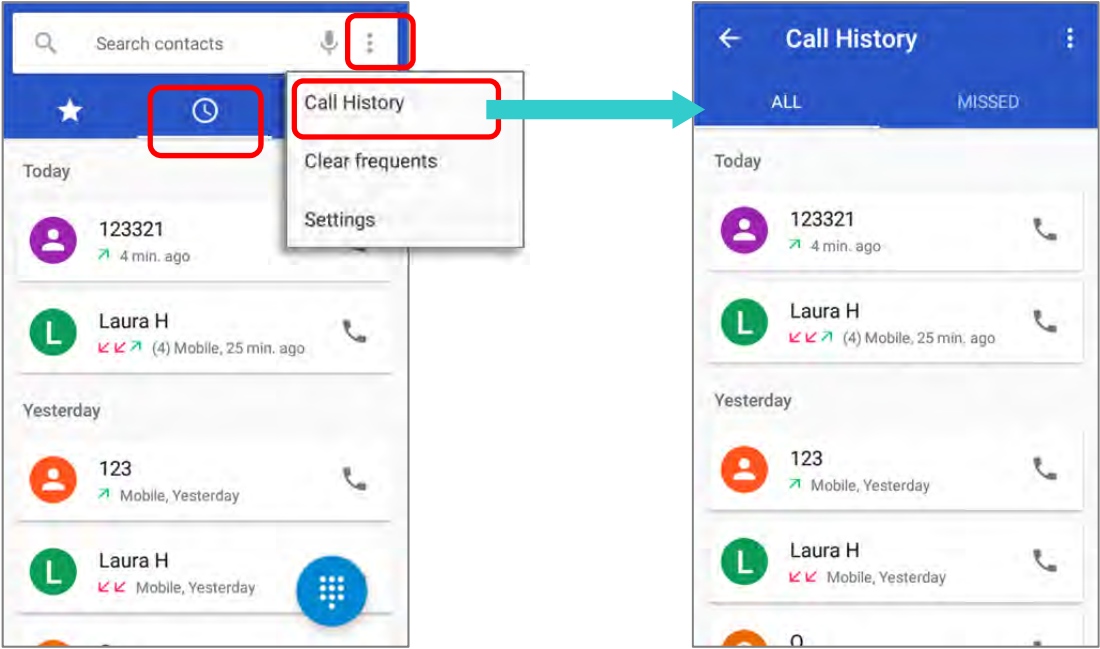 Search contacts
Call History
Clear frequents
Settings
Today
123321
4 min. ago
L
Laura H
(4) Mobile, 25 min. ago
Yesterday
123
Mobile, Yesterday
L
Laura H
Mobile, Yesterday
Call History
ALL MISSED
Today
123321
4 min. ago
L
Laura H
(4) Mobile, 25 min. ago
Yesterday
123
Mobile, Yesterday
L
Laura H
Mobile, Yesterday